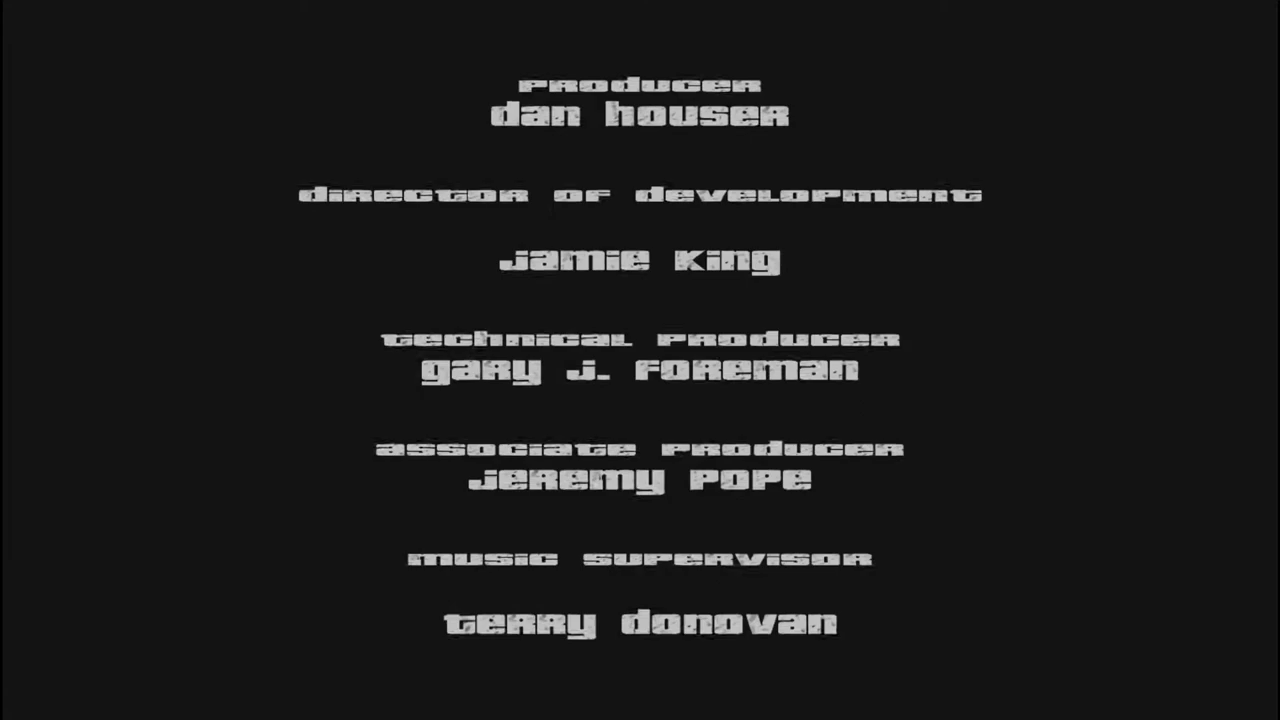 PRODUCER
dan HOUSER
diRECTOR OF dEVELOPMEnT
JamiE King
TEChniCaL PRODUCER
gaRy J. FOREman
aSSOCiaTE PRODUCER
JEREmy POPE
mUSiC SUPERViSOR
TERRy dOnOVan